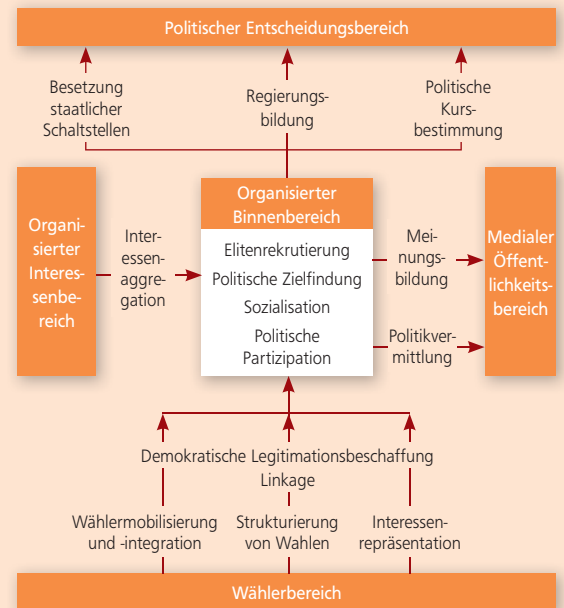 Politischer Entscheidungsbereich
Besetzung
staatlicher
Schaltstellen
Regierungs-
bildung
Politische
Kurs-
bestimmung
Organi-
sierter
Interes-
senbe-
reich
Inter-
essen-
aggre-
gation
Organisierter
Binnenbereich
Elitenrekrutierung
Politische Zielfindung
Sozialisation
Politische
Partizipation
Mei-
nungs-
bildung
Politikver-
mittlung
Medialer
Öffent-
lichkeits-
bereich
Demokratische Legitimationsbeschaffung
Linkage
Wählermobilisierung
und -integration
Strukturierung
von Wahlen
Interessen-
repräsentation
Wählerbereich